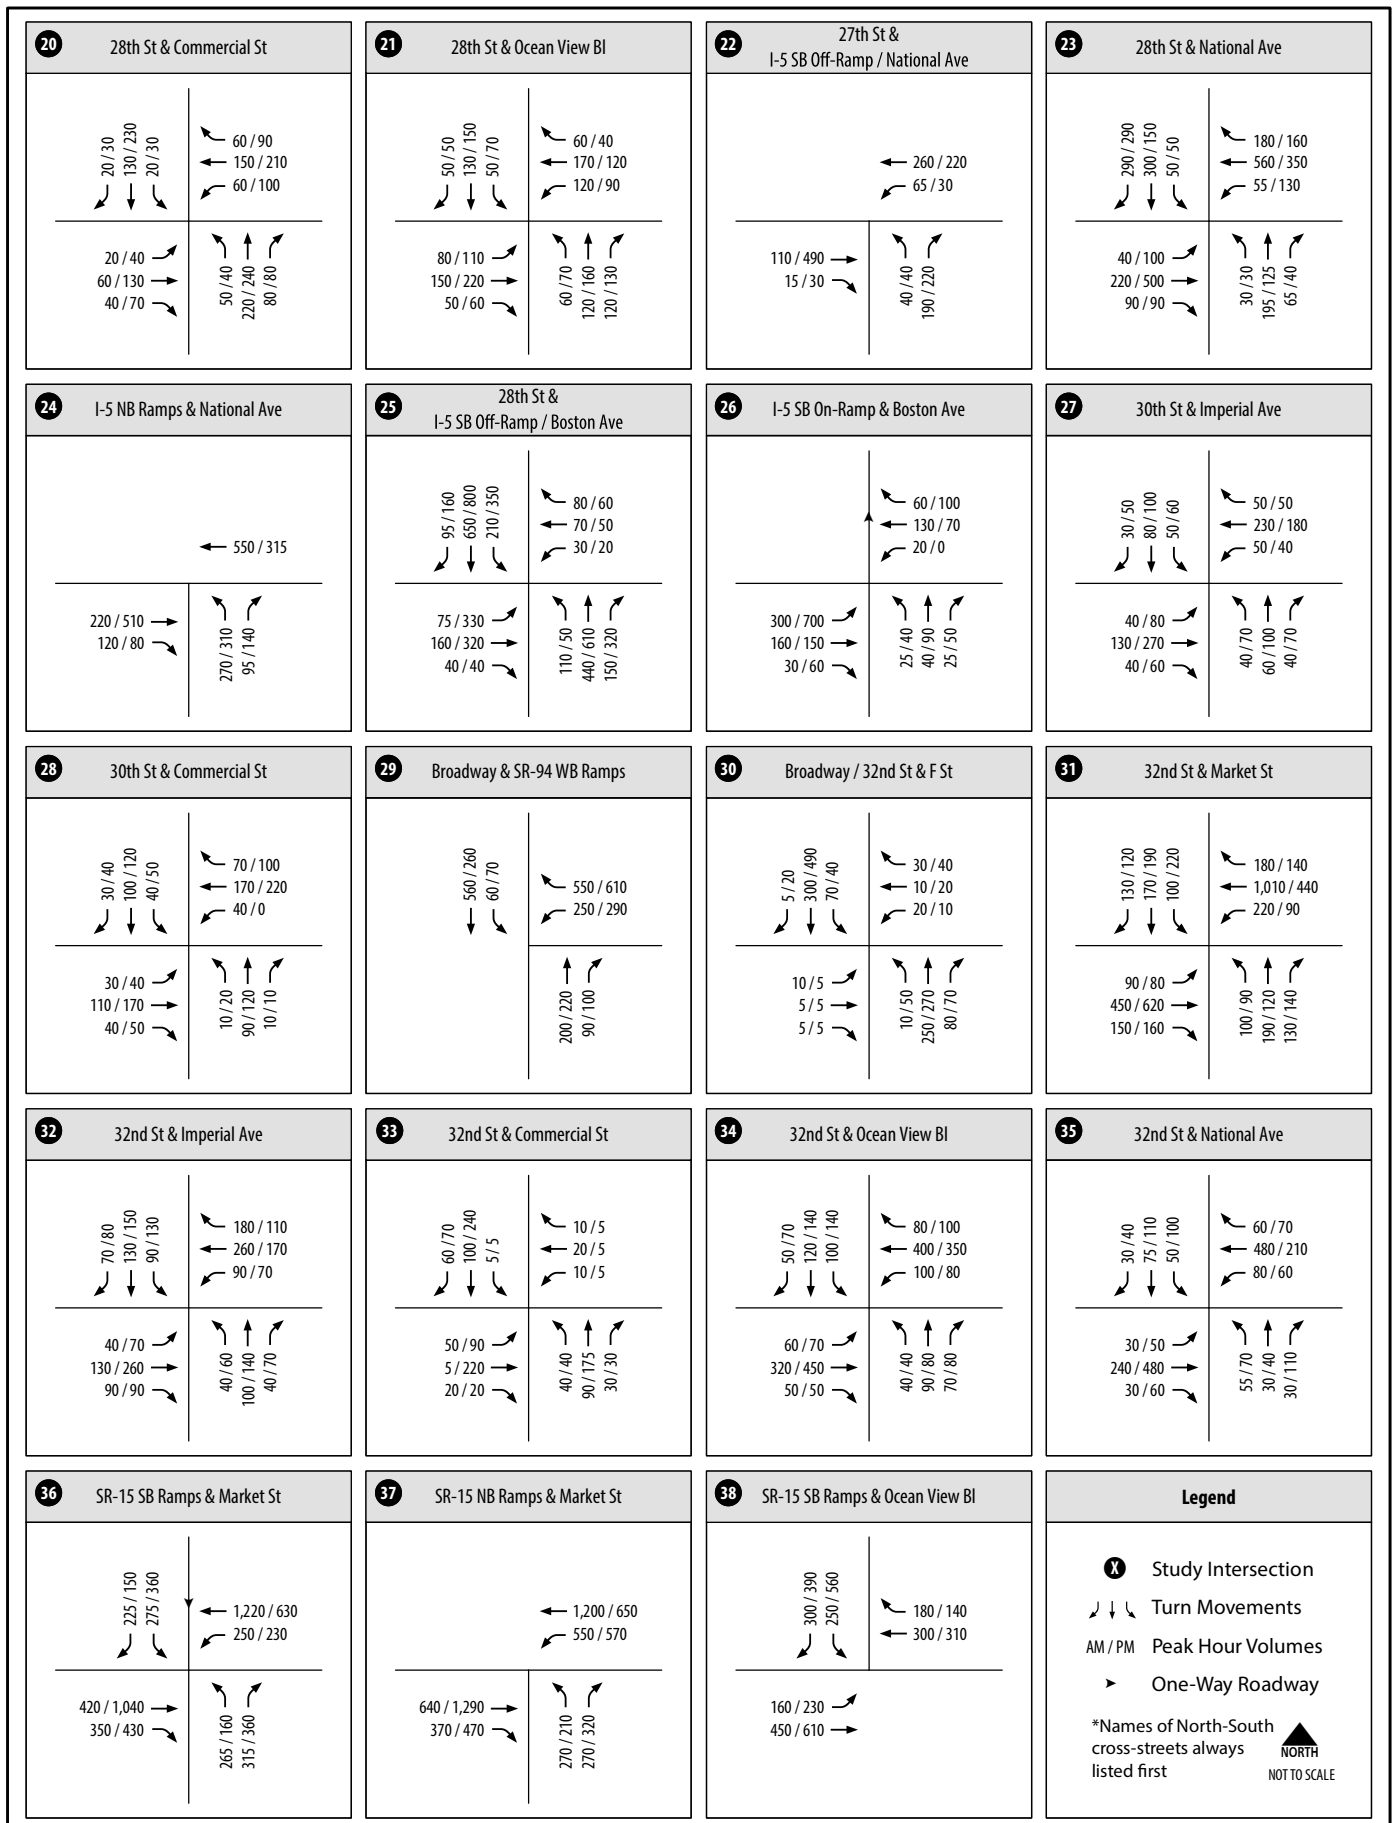 20
28th St & Commercial St
20 / 30
130 / 230
20 / 30
60 / 90
150 / 210
60 / 100
20 / 40
60 / 130
40 / 70
50 / 40
220 / 240
80 / 80
21
28th St & Ocean View Bl
50 / 50
130 / 150
50 / 70
60 / 40
170 / 120
120 / 90
80 / 110
150 / 220
50 / 60
60 / 70
120 / 160
120 / 130
22
27th St &
I-5 SB Off-Ramp / National Ave
260 / 220
65 / 30
110 / 490
15 / 30
40 / 40
190 / 220
23
28th St & National Ave
290 / 290
300 / 150
50 / 50
180 / 160
560 / 350
55 / 130
40 / 100
220 / 500
90 / 90
30 / 30
195 / 125
65 / 40
24
I-5 NB Ramps & National Ave
550 / 315
220 / 510
120 / 80
270 / 310
95 / 140
25
28th St &
I-5 SB Off-Ramp / Boston Ave
95 / 160
650 / 800
210 / 350
80 / 60
70 / 50
30 / 20
75 / 330
160 / 320
40 / 40
110 / 50
440 / 610
150 / 320
26
I-5 SB On-Ramp & Boston Ave
60 / 100
130 / 70
20 / 0
300 / 700
160 / 150
30 / 60
25 / 40
40 / 90
25 / 50
27
30th St & Imperial Ave
30 / 50
80 / 100
50 / 60
50 / 50
230 / 180
50 / 40
40 / 80
130 / 270
40 / 60
40 / 70
60 / 100
40 / 70
28
30th St & Commercial St
30 / 40
100 / 120
40 / 50
70 / 100
170 / 220
40 / 0
30 / 40
110 / 170
40 / 50
10 / 20
90 / 120
10 / 10
29
Broadway & SR-94 WB Ramps
560 / 260
60 / 70
550 / 610
250 / 290
200 / 220
90 / 100
30
Broadway / 32nd St & F St
5 / 20
300 / 490
70 / 40
30 / 40
10 / 20
20 / 10
10 / 5
5 / 5
5 / 5
10 / 50
250 / 270
80 / 70
31
32nd St & Market St
130 / 120
170 / 190
100 / 220
180 / 140
1,010 / 440
220 / 90
90 / 80
450 / 620
150 / 160
100 / 90
190 / 120
130 / 140
32
32nd St & Imperial Ave
70 / 80
130 / 150
90 / 130
180 / 110
260 / 170
90 / 70
40 / 70
130 / 260
90 / 90
40 / 60
100 / 140
40 / 70
33
32nd St & Commercial St
60 / 70
100 / 240
5 / 5
10 / 5
20 / 5
10 / 5
50 / 90
5 / 220
20 / 20
40 / 40
90 / 175
30 / 30
34
32nd St & Ocean View Bl
50 / 70
120 / 140
100 / 140
80 / 100
400 / 350
100 / 80
60 / 70
320 / 450
50 / 50
40 / 40
90 / 80
70 / 80
35
32nd St & National Ave
30 / 40
75 / 110
50 / 100
60 / 70
480 / 210
80 / 60
30 / 50
240 / 480
30 / 60
55 / 70
30 / 40
30 / 110
36
SR-15 SB Ramps & Market St
225 / 150
275 / 360
1,220 / 630
250 / 230
420 / 1,040
350 / 430
265 / 160
315 / 360
37
SR-15 NB Ramps & Market St
1,200 / 650
550 / 570
640 / 1,290
370 / 470
270 / 210
270 / 320
38
SR-15 SB Ramps & Ocean View Bl
300 / 390
250 / 560
180 / 140
300 / 310
160 / 230
450 / 610
Legend
X Study Intersection
Turn Movements
AM / PM Peak Hour Volumes
One-Way Roadway
*Names of North-South
cross-streets always
listed first
NORTH
NOT TO SCALE